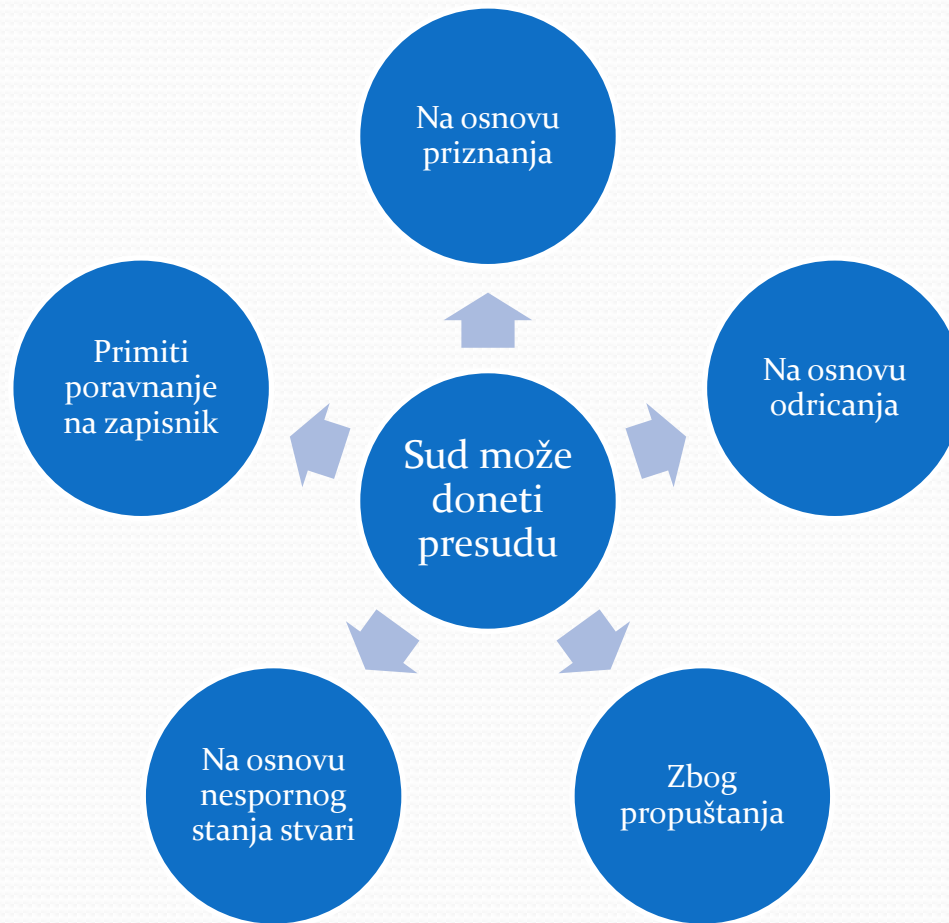 Na osnovu
priznanja
Primiti
poravnanje
na zapisnik
Na osnovu
odricanja
Sud može
doneti
presudu
Na osnovu
nespornog
stanja stvari
Zbog
propuštanja